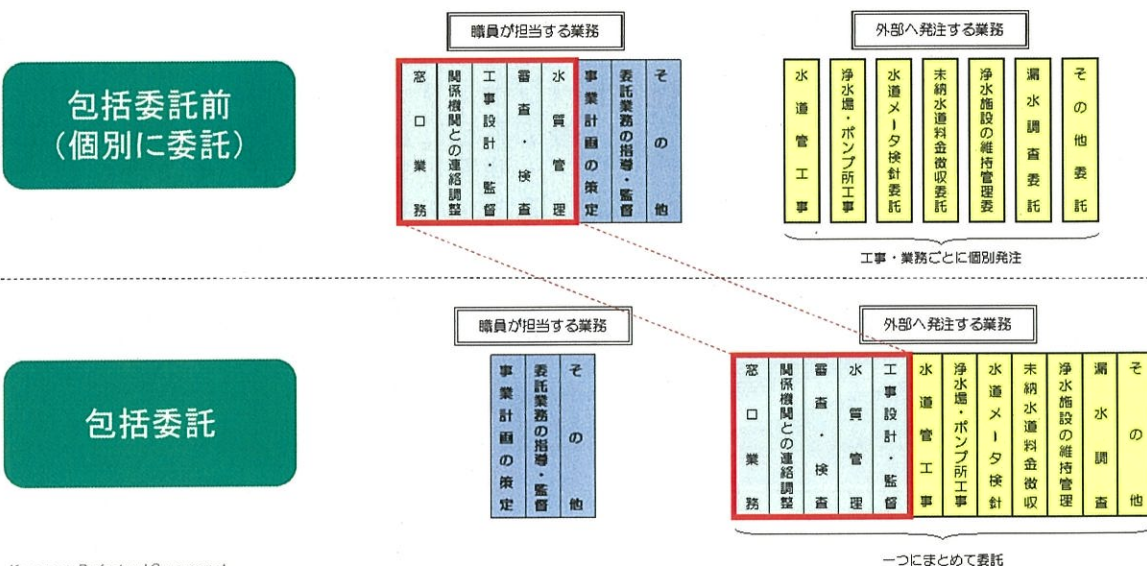 職員が担当する業務
外部へ発注する業務
包括委託前
(個別に委託)
窓口業務
関係機関との連絡調整
工事設計・監督
審査・検査
水質管理
事業計画の策定
委託業務の指導・監督
その他
水道管工事
浄水場・ポンプ所工事
水道メータ検針委託
未納水道料金徴収委託
浄水施設の維持管理委
漏水調査委託
その他委託
工事・業務ごとに個別発注
職員が担当する業務
外部へ発注する業務
包括委託
事業計画の策定
委託業務の指導・監督
その他
窓口業務
関係機関との連絡調整
審査・検査
水質管理
工事設計・監督
水道管工事
浄水場・ポンプ所工事
水道メータ検針
未納水道料金徴収
浄水施設の維持管理
漏水調査
その他
一つにまとめて委託